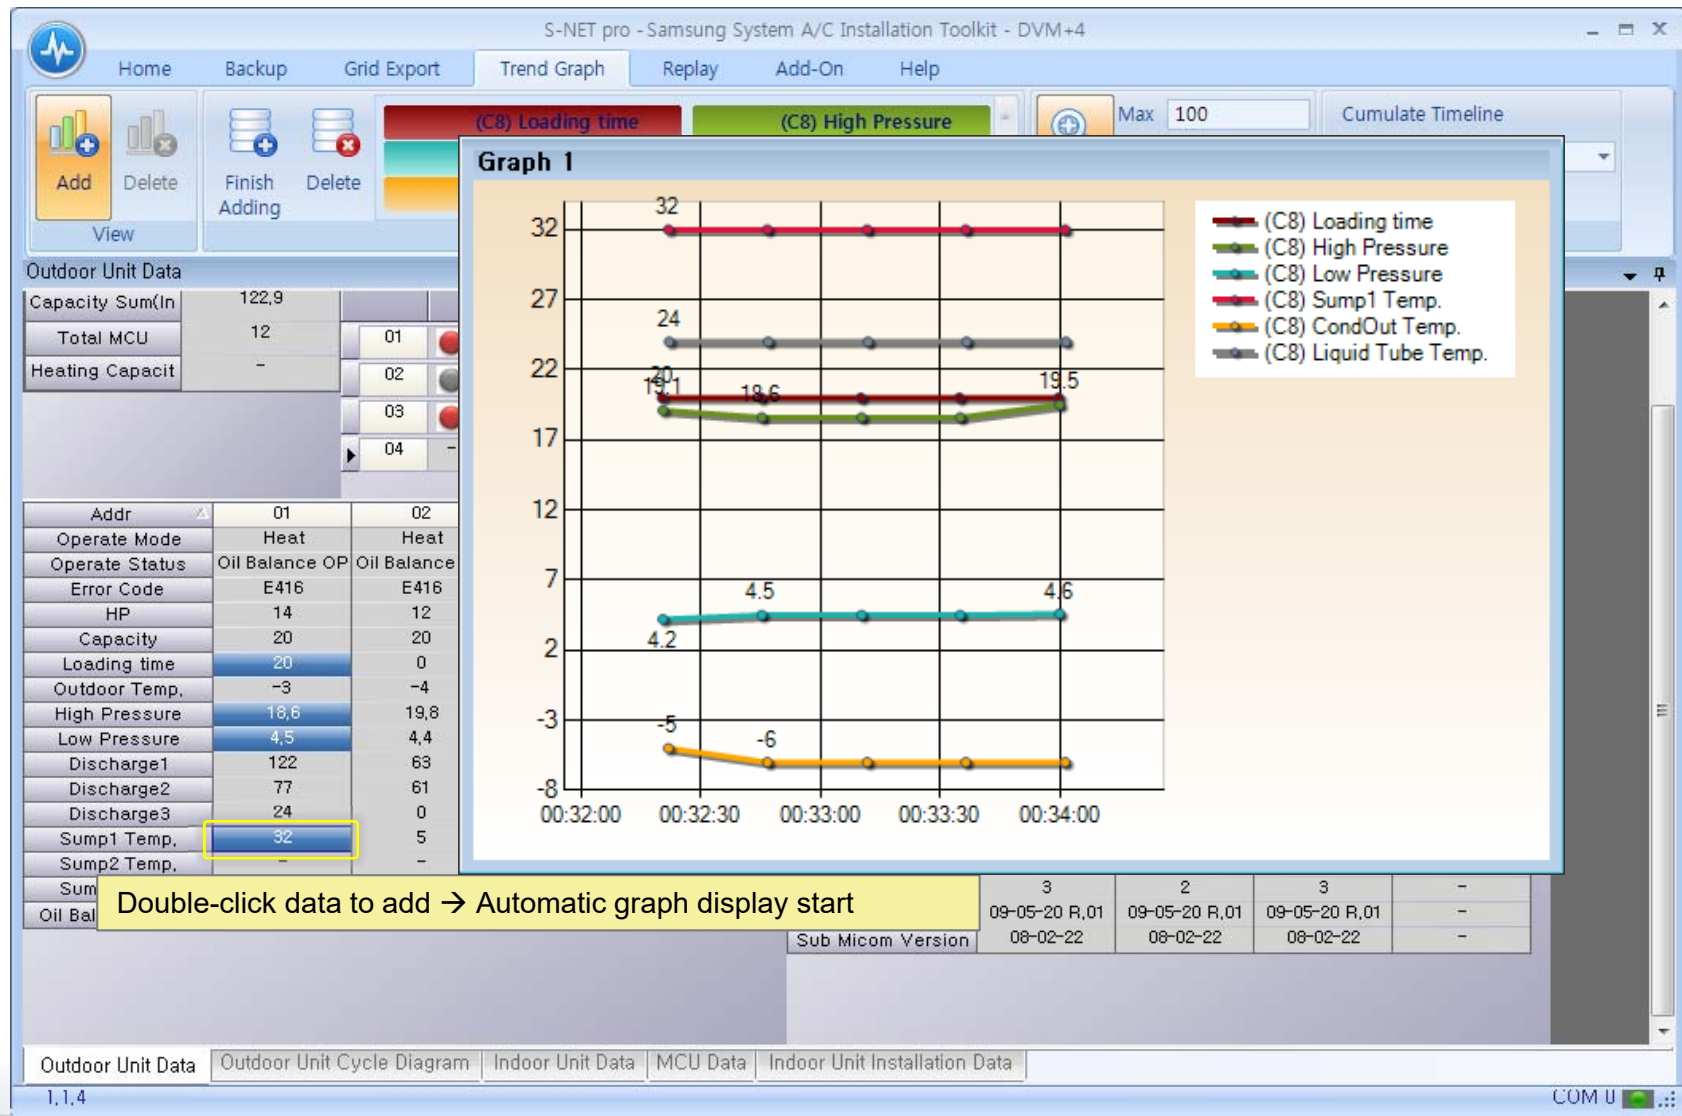 S-NET pro - Samsung System A/C Installation Toolkit - DVM+4
Home Backup Grid Export Trend Graph Replay Add-On Help
Add Delete
View
Finish Adding Delete
(C8) Loading time (C8) High Pressure
Max 100
Cumulate Timeline
Graph 1
32 27 22 17 12 7 2 -3 -8
32
24
20
19.1 18.6 19.5
4.2 4.5 4.6
-5 -6
00:32:00 00:32:30 00:33:00 00:33:30 00:34:00
(C8) Loading time
(C8) High Pressure
(C8) Low Pressure
(C8) Sump1 Temp.
(C8) CondOut Temp.
(C8) Liquid Tube Temp.
Outdoor Unit Data
Capacity Sum(In 122,9
Total MCU 12
Heating Capacit -
01
02
03
04 -
Addr 01 02
Operate Mode Heat Heat
Operate Status Oil Balance OP Oil Balance
Error Code E416 E416
HP 14 12
Capacity 20 20
Loading time 20 0
Outdoor Temp, -3 -4
High Pressure 18,6 19,8
Low Pressure 4,5 4,4
Discharge1 122 63
Discharge2 77 61
Discharge3 24 0
Sump1 Temp, 32 5
Sump2 Temp, - -
Sum
Oil Bal
Double-click data to add → Automatic graph display start
3 2 3 -
09-05-20 R,01 09-05-20 R,01 09-05-20 R,01 -
Sub Micom Version 08-02-22 08-02-22 08-02-22 -
Outdoor Unit Data Outdoor Unit Cycle Diagram Indoor Unit Data MCU Data Indoor Unit Installation Data
1,1,4 COM 0